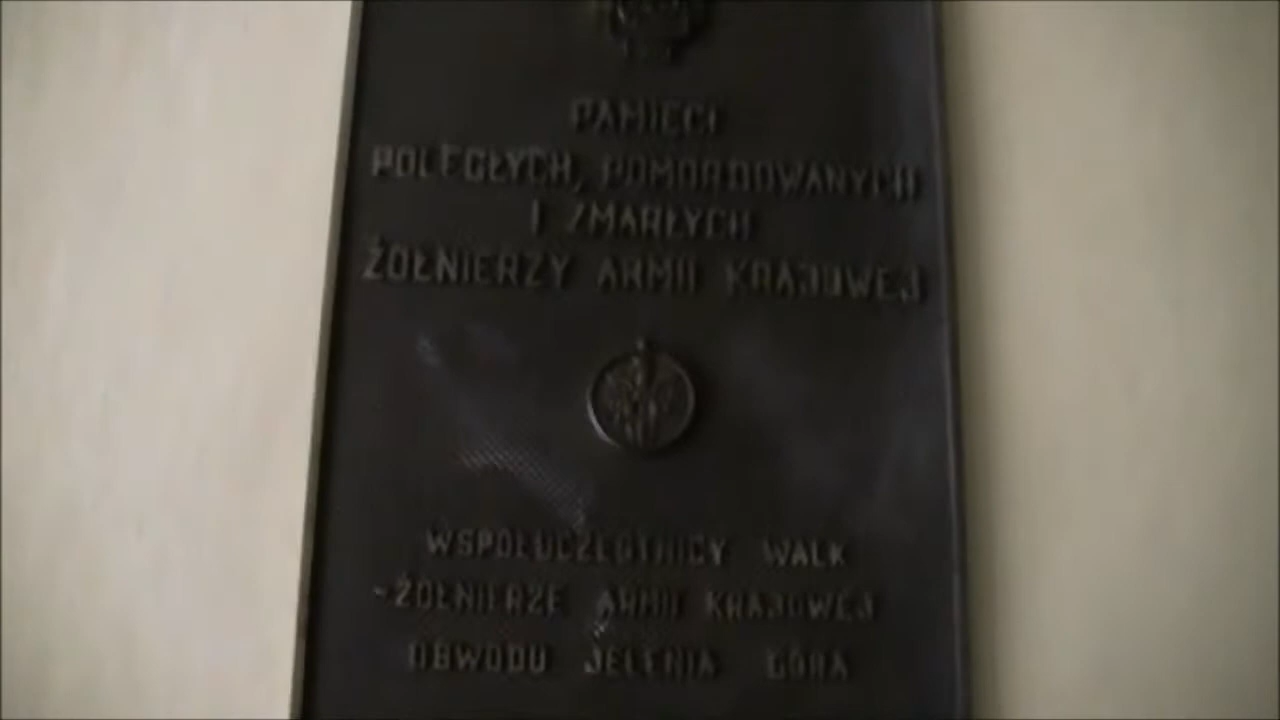 PAMIĘCI
POLEGŁYCH, POMORDOWANYCH
I ZMARŁYCH
ŻOŁNIERZY ARMII KRAJOWEJ
WSPÓŁUCZESTNICY WALK
-ŻOŁNIERZE ARMII KRAJOWEJ
OBWODU JELENIA GÓRA